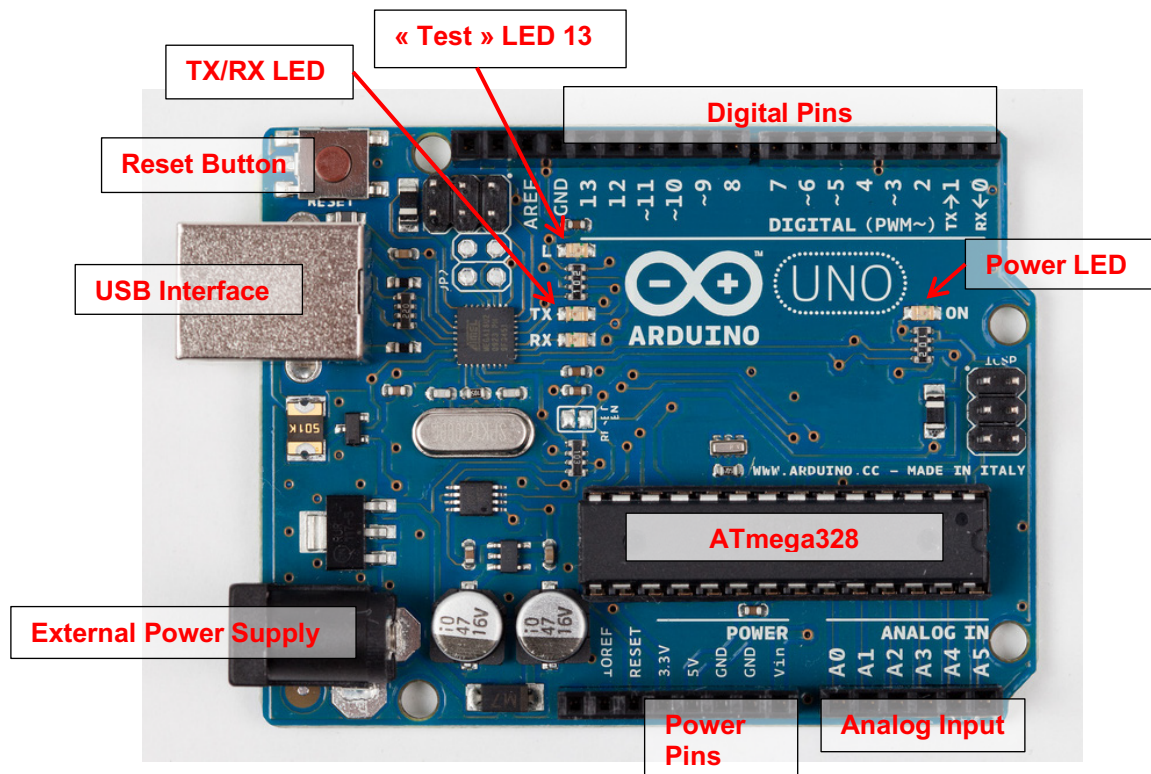 « Test » LED 13
TX/RX LED
Digital Pins
Reset Button
RESET
AREF
GND
13
12
~11
~10
~9
8
7
~6
~5
4
~3
2
TX→1
RX←0
DIGITAL (PWM~)
L
USB Interface
Power LED
TX
RX
ARDUINO
™
UNO
ON
ICSP
501K
WWW.ARDUINO.CC – MADE IN ITALY
ATmega328
External Power Supply
47
16V
47
16V
M7
POWER
ANALOG IN
IOREF
RESET
3.3V
5V
GND
GND
Vin
A0
A1
A2
A3
A4
A5
Power
Pins
Analog Input